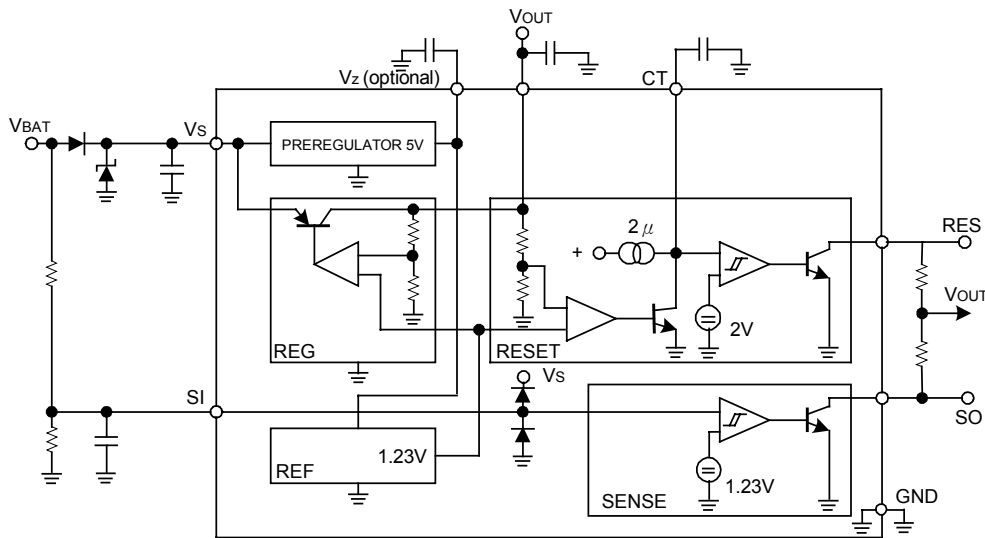 VOUT
VZ (optional)
CT
VBAT
VS
PREREGULATOR 5V
2 μ
+
RES
VOUT
2V
REG
RESET
VS
SI
SO
1.23V
REF
1.23V
SENSE
GND